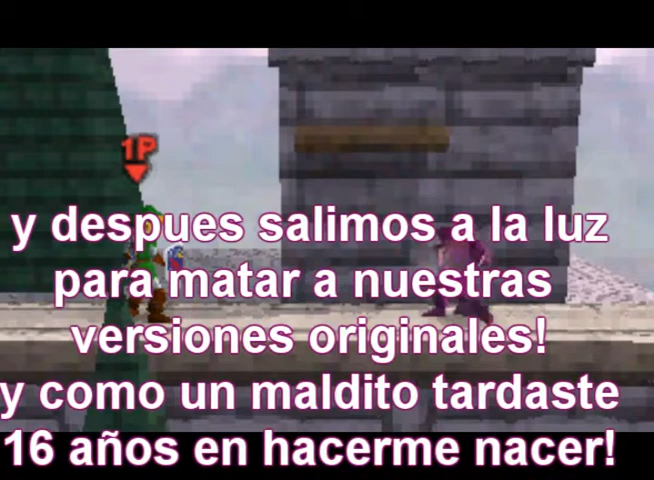 1P
y despues salimos a la luz
para matar a nuestras
versiones originales!
y como un maldito tardaste
16 años en hacerme nacer!